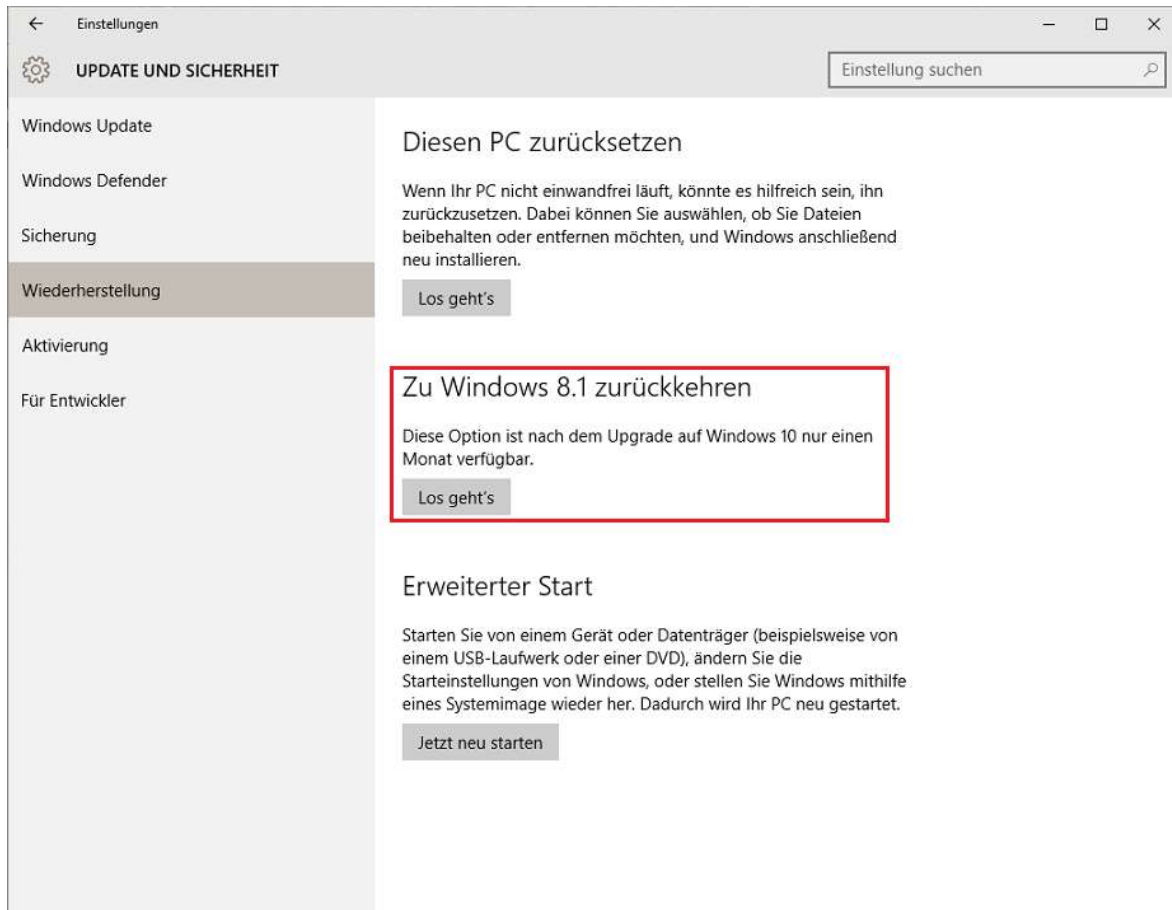 Einstellungen
UPDATE UND SICHERHEIT
Einstellung suchen
Windows Update
Windows Defender
Sicherung
Wiederherstellung
Aktivierung
Für Entwickler
Diesen PC zurücksetzen
Wenn Ihr PC nicht einwandfrei läuft, könnte es hilfreich sein, ihn
zurückzusetzen. Dabei können Sie auswählen, ob Sie Dateien
beibehalten oder entfernen möchten, und Windows anschließend
neu installieren.
Los geht's
Zu Windows 8.1 zurückkehren
Diese Option ist nach dem Upgrade auf Windows 10 nur einen
Monat verfügbar.
Los geht's
Erweiterter Start
Starten Sie von einem Gerät oder Datenträger (beispielsweise von
einem USB-Laufwerk oder einer DVD), ändern Sie die
Starteinstellungen von Windows, oder stellen Sie Windows mithilfe
eines Systemimage wieder her. Dadurch wird Ihr PC neu gestartet.
Jetzt neu starten